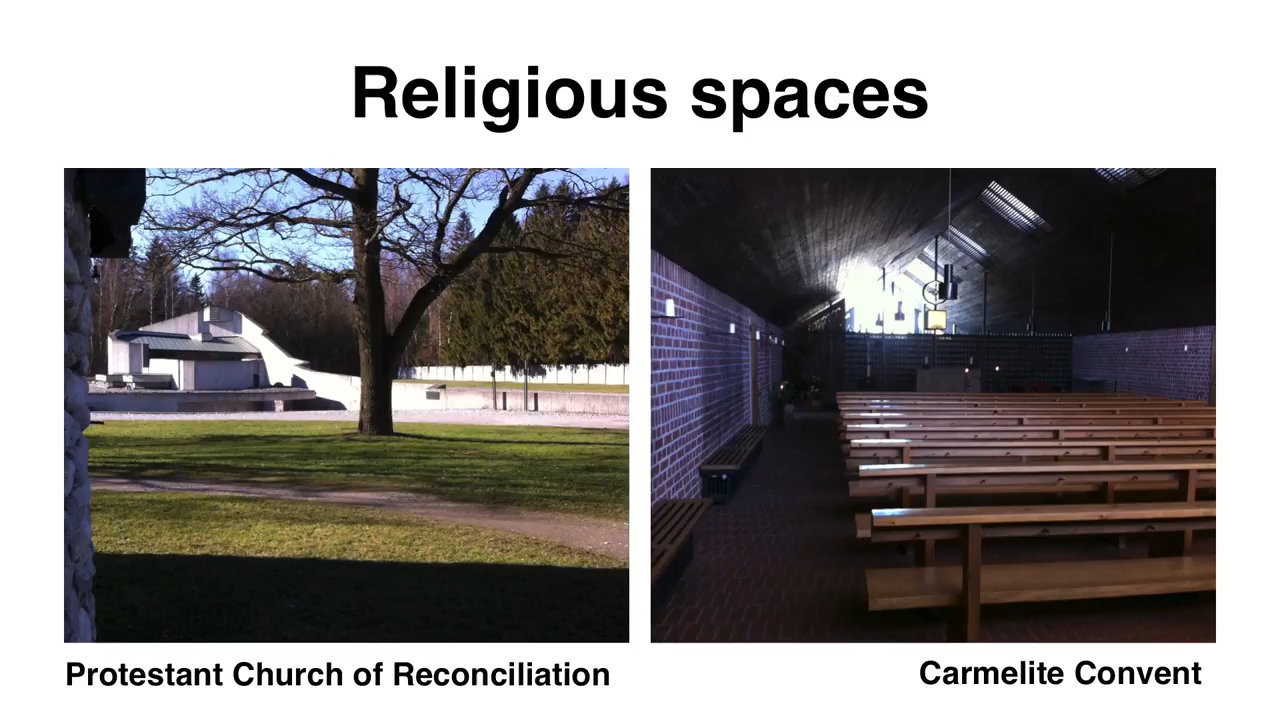 Religious spaces
Protestant Church of Reconciliation
Carmelite Convent